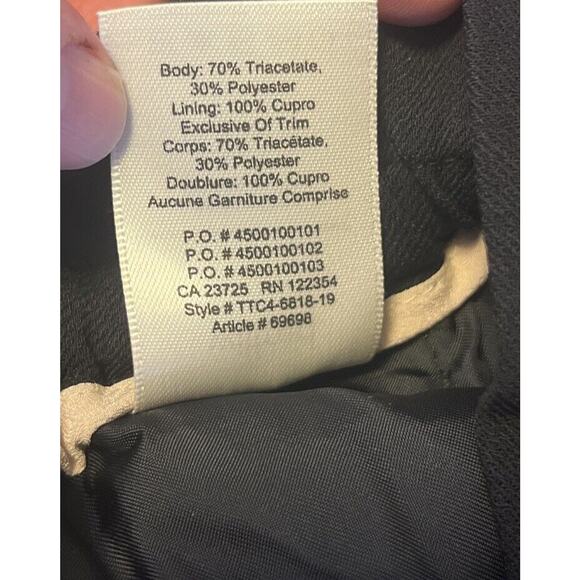 Body: 70% Triacetate,
30% Polyester
Lining: 100% Cupro
Exclusive Of Trim
Corps: 70% Triacétate,
30% Polyester
Doublure: 100% Cupro
Aucune Garniture Comprise
P.O. # 4500100101
P.O. # 4500100102
P.O. # 4500100103
CA 23725 RN 122354
Style # TTC4-6818-19
Article # 69698